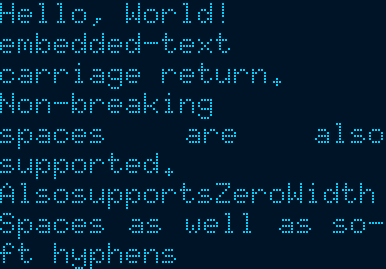 Hello, World!
embedded-text
carriage return.
Non-breaking
spaces are also
supported.
AlsosupportsZeroWidth
Spaces as well as so-
ft hyphens